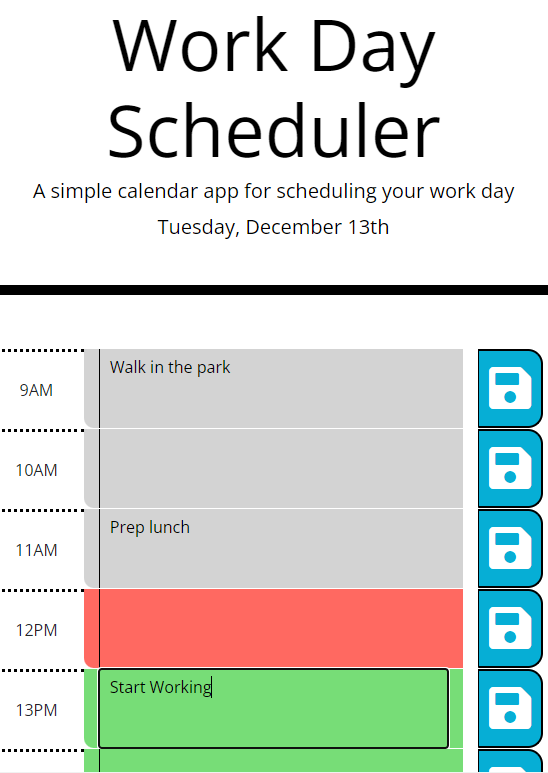 Work Day
Scheduler
A simple calendar app for scheduling your work day
Tuesday, December 13th
9AM
Walk in the park
10AM
11AM
Prep lunch
12PM
13PM
Start Working